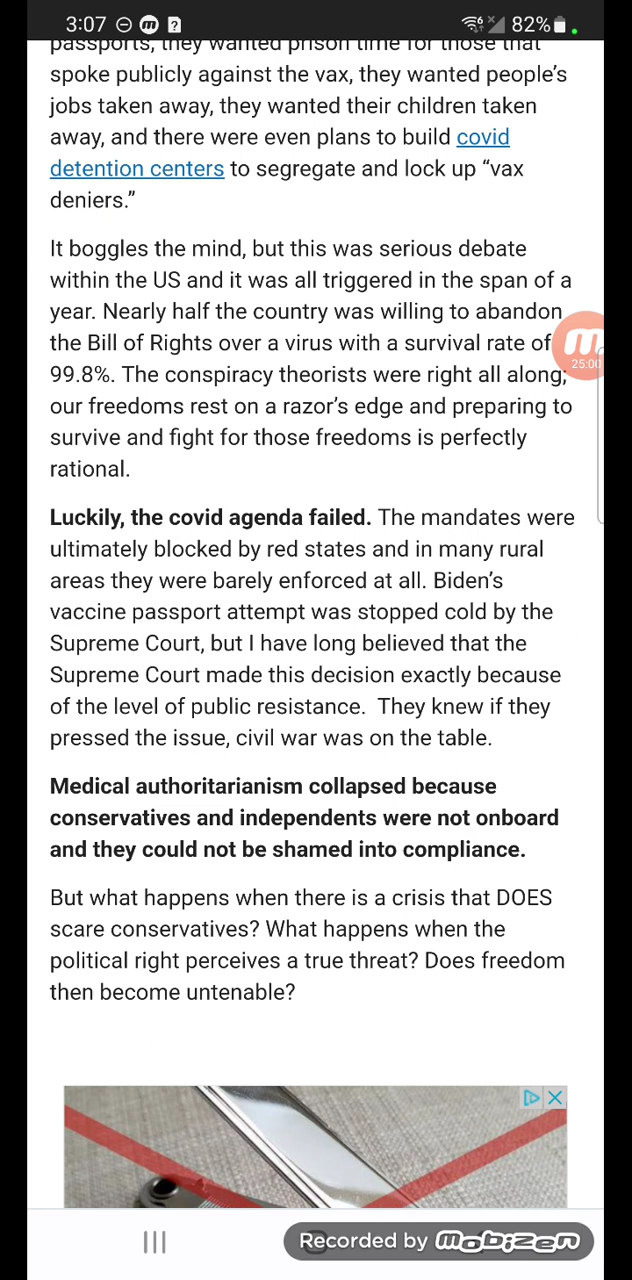 3:07
82%
passports, they wanted prison time for those that
spoke publicly against the vax, they wanted people’s
jobs taken away, they wanted their children taken
away, and there were even plans to build covid
detention centers to segregate and lock up “vax
deniers.”
It boggles the mind, but this was serious debate
within the US and it was all triggered in the span of a
year. Nearly half the country was willing to abandon
the Bill of Rights over a virus with a survival rate of
99.8%. The conspiracy theorists were right all along;
our freedoms rest on a razor’s edge and preparing to
survive and fight for those freedoms is perfectly
rational.
25:00
Luckily, the covid agenda failed. The mandates were
ultimately blocked by red states and in many rural
areas they were barely enforced at all. Biden’s
vaccine passport attempt was stopped cold by the
Supreme Court, but I have long believed that the
Supreme Court made this decision exactly because
of the level of public resistance.  They knew if they
pressed the issue, civil war was on the table.
Medical authoritarianism collapsed because
conservatives and independents were not onboard
and they could not be shamed into compliance.
But what happens when there is a crisis that DOES
scare conservatives? What happens when the
political right perceives a true threat? Does freedom
then become untenable?
Recorded by mobizen